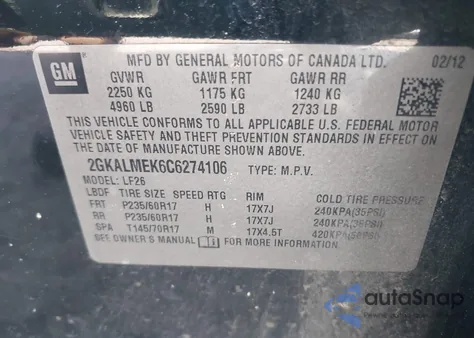 GM
MFD BY GENERAL MOTORS OF CANADA LTD. 02/12
GVWR GAWR FRT GAWR RR
2250 KG 1175 KG 1240 KG
4960 LB 2590 LB 2733 LB
THIS VEHICLE CONFORMS TO ALL APPLICABLE U.S. FEDERAL MOTOR
VEHICLE SAFETY AND THEFT PREVENTION STANDARDS IN EFFECT ON
THE DATE OF MANUFACTURE SHOWN ABOVE.
2GKALMEK6C6274106 TYPE: M.P.V.
MODEL: LF26
LBDF TIRE SIZE SPEED RTG RIM COLD TIRE PRESSURE
FRT P235/60R17 H 17X7J 240KPA(35PSI)
RR P235/60R17 H 17X7J 240KPA(35PSI)
SPA T145/70R17 M 17X4.5T 420KPA(60PSI)
SEE OWNER'S MANUAL FOR MORE INFORMATION.
autoSnap